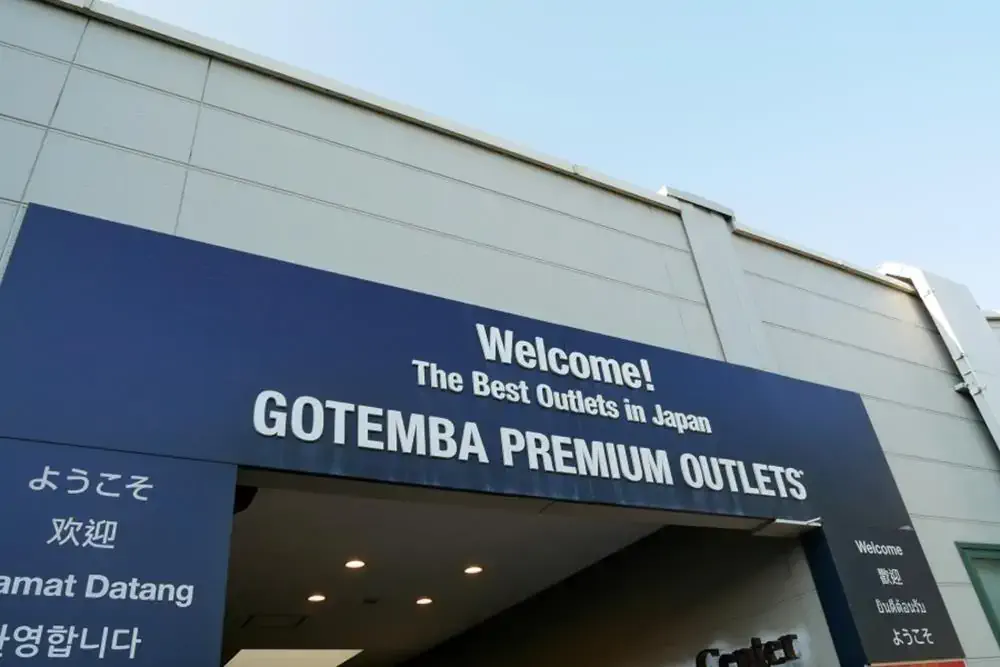 Welcome!
The Best Outlets in Japan
GOTEMBA PREMIUM OUTLETS®
ようこそ
欢迎
amat Datang
환영합니다
Welcome
歡迎
ยินดีต้อนรับ
ようこそ
Center